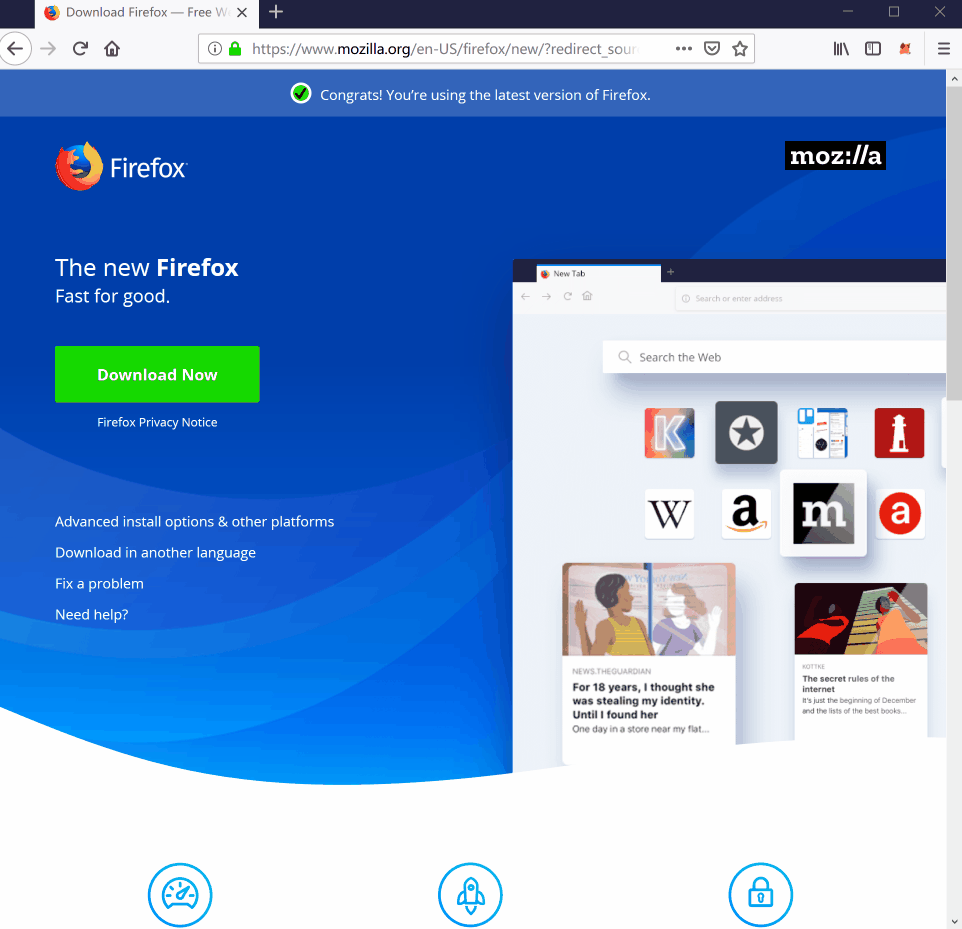 Download Firefox — Free W
https://www.mozilla.org/en-US/firefox/new/?redirect_sour
Congrats! You’re using the latest version of Firefox.
Firefox
moz://a
The new Firefox
Fast for good.
Download Now
Firefox Privacy Notice
Advanced install options & other platforms
Download in another language
Fix a problem
Need help?
New Tab
Search or enter address
Search the Web
K
W
a
m
a
NEWS.THEGUARDIAN
For 18 years, I thought she
was stealing my identity.
Until I found her
One day in a store near my flat...
KOTTKE
The secret rules of the
internet
It's just the beginning of December
and the lists of the best books...